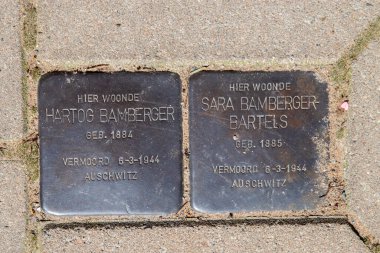 HIER WOONDE
HARTOG BAMBERGER
GEB. 1884
VERMOORD 6-3-1944
AUSCHWITZ
HIER WOONDE
SARA BAMBERGER-
BARTELS
GEB. 1885
VERMOORD 6-3-1944
AUSCHWITZ